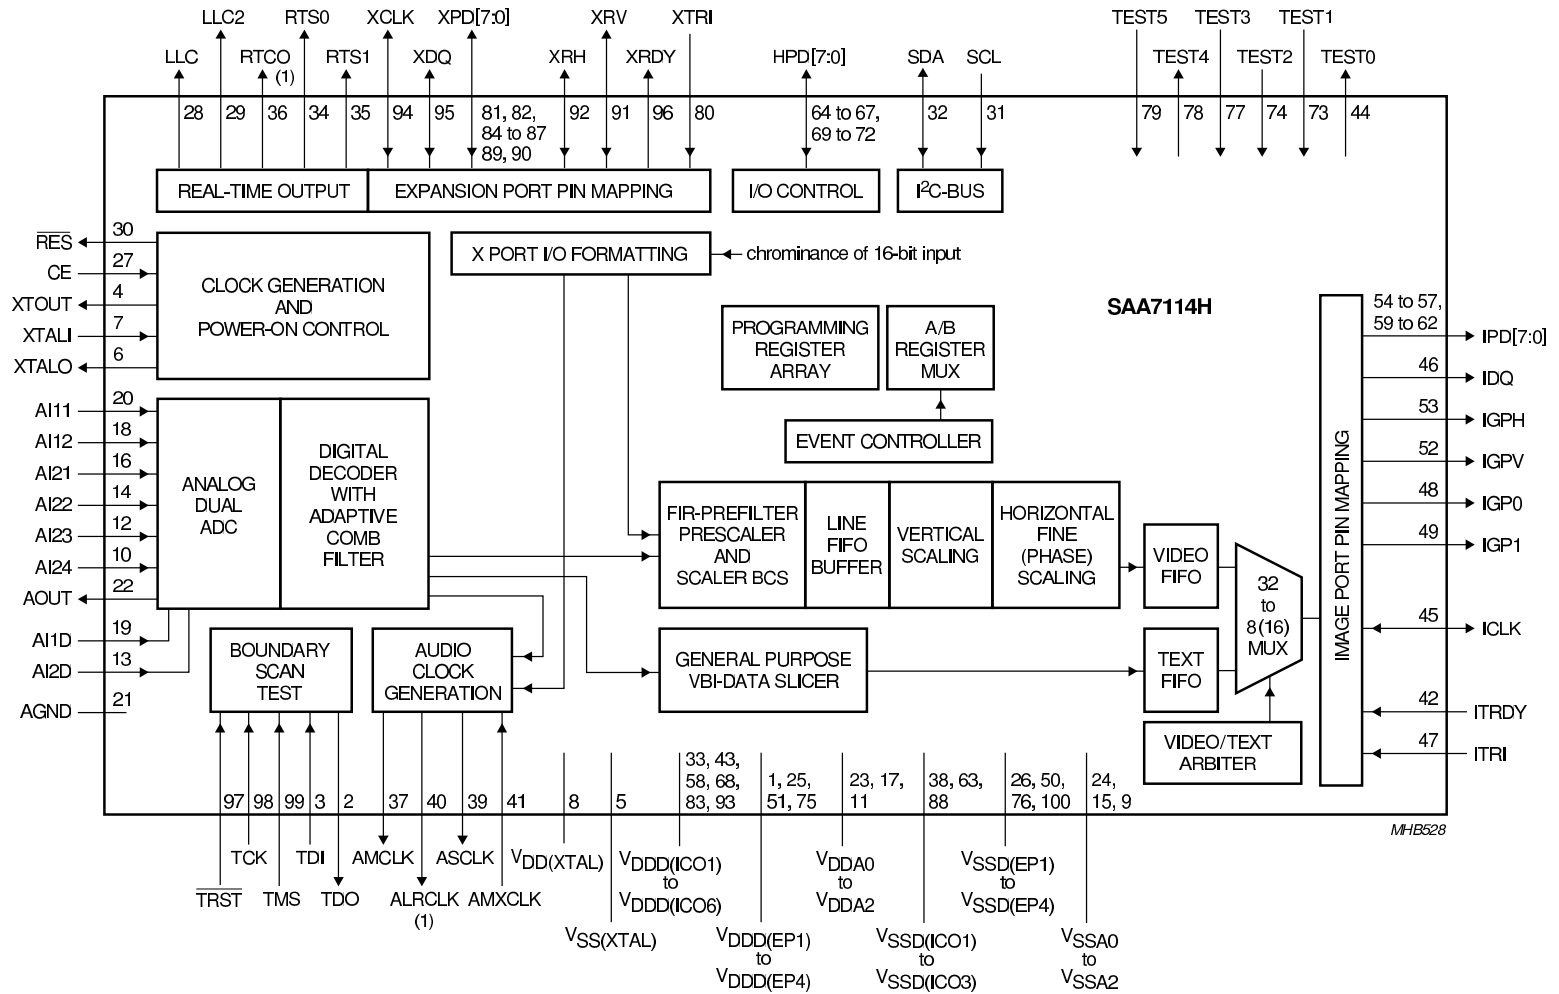 LLC2 RTS0 XCLK XPD[7:0] XRV XTRI TEST5 TEST3 TEST1
LLC RTCO RTS1 XDQ XRH XRDY HPD[7:0] SDA SCL TEST4 TEST2 TEST0
(1)
28 29 36 34 35 94 95 81, 82, 92 91 96 80 64 to 67, 32 31 79 78 77 74 73 44
84 to 87 69 to 72
89, 90
REAL-TIME OUTPUT EXPANSION PORT PIN MAPPING I/O CONTROL I2C-BUS
RES 30
CE 27
XTOUT 4
XTALI 7
XTALO 6
CLOCK GENERATION
AND
POWER-ON CONTROL
X PORT I/O FORMATTING chrominance of 16-bit input
SAA7114H
PROGRAMMING
REGISTER
ARRAY
A/B
REGISTER
MUX
EVENT CONTROLLER
AI11 20
AI12 18
AI21 16
AI22 14
AI23 12
AI24 10
AOUT 22
AI1D 19
AI2D 13
AGND 21
ANALOG
DUAL
ADC
DIGITAL
DECODER
WITH
ADAPTIVE
COMB
FILTER
FIR-PREFILTER
PRESCALER
AND
SCALER BCS
LINE
FIFO
BUFFER
VERTICAL
SCALING
HORIZONTAL
FINE
(PHASE)
SCALING
VIDEO
FIFO
32
to
8(16)
MUX
IMAGE PORT PIN MAPPING
54 to 57,
59 to 62 IPD[7:0]
46 IDQ
53 IGPH
52 IGPV
48 IGP0
49 IGP1
45 ICLK
42 ITRDY
47 ITRI
BOUNDARY
SCAN
TEST
AUDIO
CLOCK
GENERATION
GENERAL PURPOSE
VBI-DATA SLICER
TEXT
FIFO
VIDEO/TEXT
ARBITER
97 98 99 3 2 37 40 39 41 8 5
33, 43,
58, 68,
83, 93
1, 25,
51, 75
23, 17,
11
38, 63,
88
26, 50,
76, 100
24,
15, 9
MHB528
TCK TDI AMCLK ASCLK VDD(XTAL)
TRST TMS TDO ALRCLK AMXCLK
(1)
VDDD(ICO1)
to
VDDD(ICO6)
VDDA0
to
VDDA2
VSSD(EP1)
to
VSSD(EP4)
VSS(XTAL)
VDDD(EP1)
to
VDDD(EP4)
VSSD(ICO1)
to
VSSD(ICO3)
VSSA0
to
VSSA2